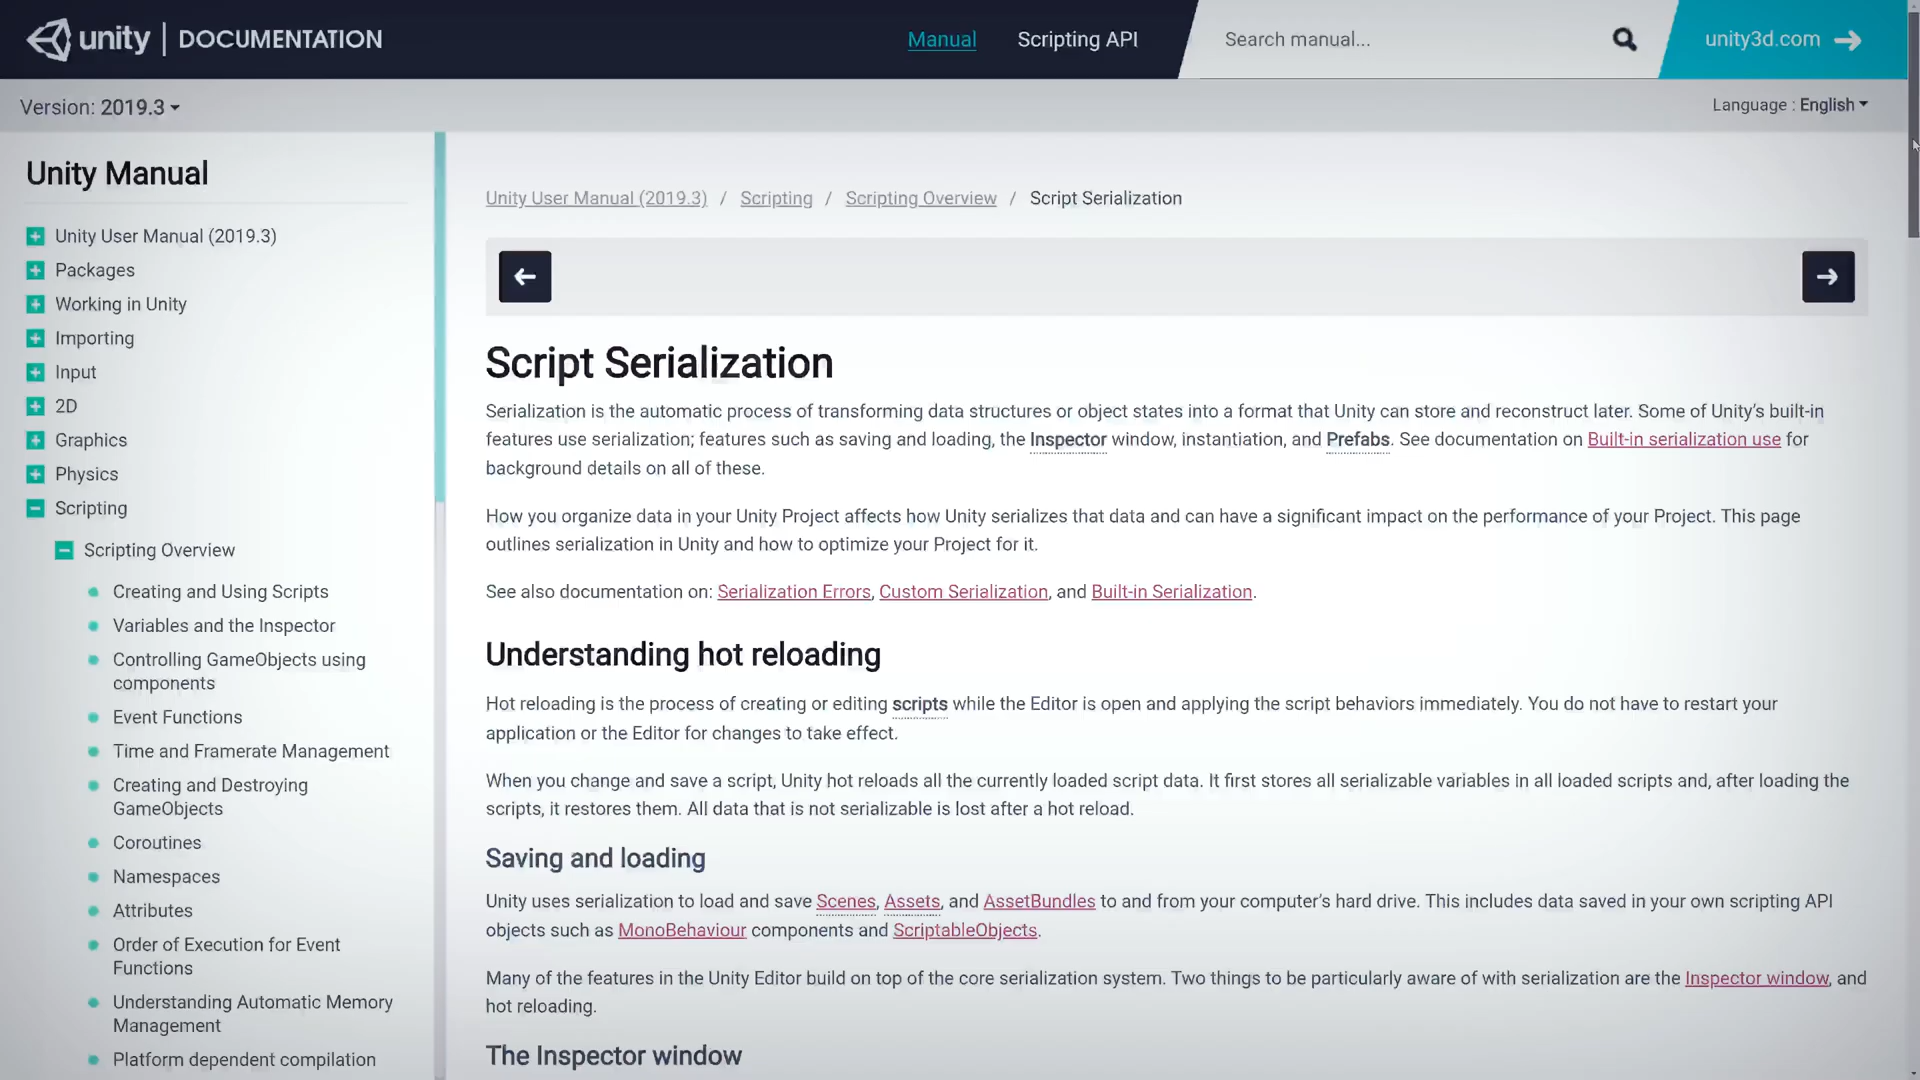 unity | DOCUMENTATION
Manual
Scripting API
Search manual...
unity3d.com
Version: 2019.3
Language : English
Unity Manual
Unity User Manual (2019.3)
Packages
Working in Unity
Importing
Input
2D
Graphics
Physics
Scripting
Scripting Overview
Creating and Using Scripts
Variables and the Inspector
Controlling GameObjects using
components
Event Functions
Time and Framerate Management
Creating and Destroying
GameObjects
Coroutines
Namespaces
Attributes
Order of Execution for Event
Functions
Understanding Automatic Memory
Management
Platform dependent compilation
Unity User Manual (2019.3) / Scripting / Scripting Overview / Script Serialization
Script Serialization
Serialization is the automatic process of transforming data structures or object states into a format that Unity can store and reconstruct later. Some of Unity's built-in
features use serialization; features such as saving and loading, the Inspector window, instantiation, and Prefabs. See documentation on Built-in serialization use for
background details on all of these.
How you organize data in your Unity Project affects how Unity serializes that data and can have a significant impact on the performance of your Project. This page
outlines serialization in Unity and how to optimize your Project for it.
See also documentation on: Serialization Errors, Custom Serialization, and Built-in Serialization.
Understanding hot reloading
Hot reloading is the process of creating or editing scripts while the Editor is open and applying the script behaviors immediately. You do not have to restart your
application or the Editor for changes to take effect.
When you change and save a script, Unity hot reloads all the currently loaded script data. It first stores all serializable variables in all loaded scripts and, after loading the
scripts, it restores them. All data that is not serializable is lost after a hot reload.
Saving and loading
Unity uses serialization to load and save Scenes, Assets, and AssetBundles to and from your computer's hard drive. This includes data saved in your own scripting API
objects such as MonoBehaviour components and ScriptableObjects.
Many of the features in the Unity Editor build on top of the core serialization system. Two things to be particularly aware of with serialization are the Inspector window, and
hot reloading.
The Inspector window